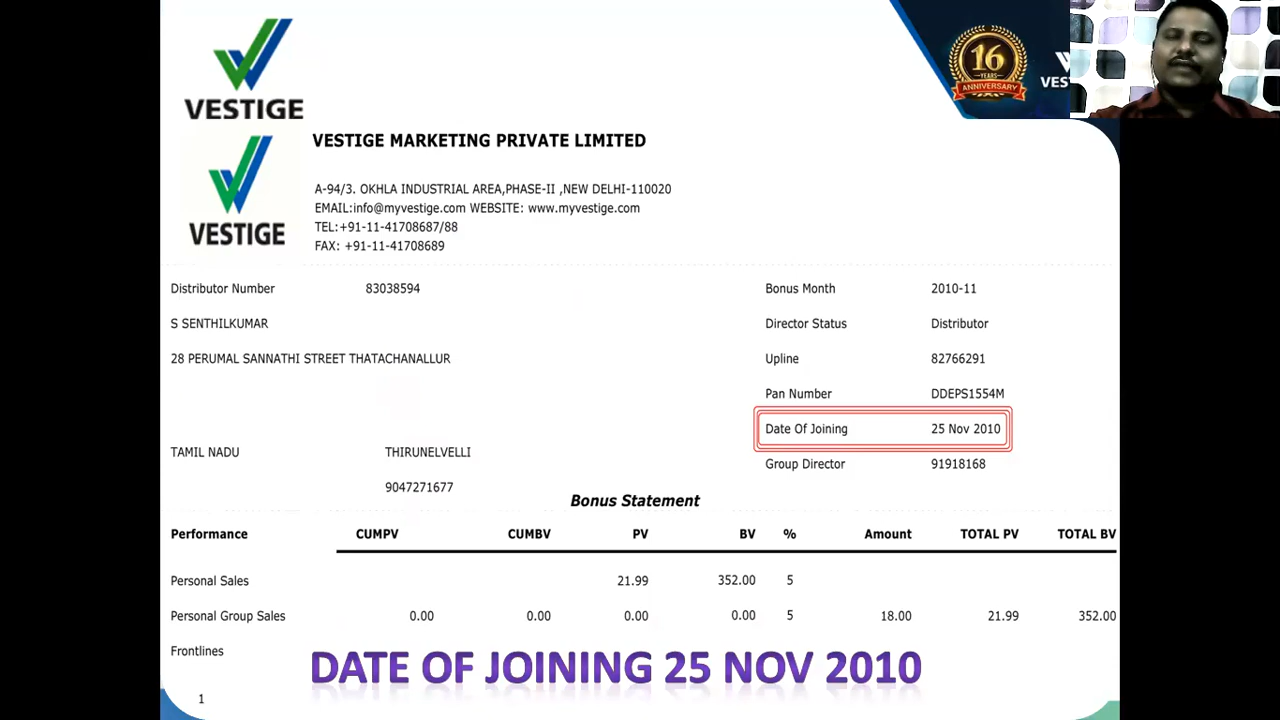 VESTIGE
16
YEARS
ANNIVERSARY
VES
VESTIGE
VESTIGE MARKETING PRIVATE LIMITED
A-94/3. OKHLA INDUSTRIAL AREA,PHASE-II ,NEW DELHI-110020
EMAIL:info@myvestige.com WEBSITE: www.myvestige.com
TEL:+91-11-41708687/88
FAX: +91-11-41708689
Distributor Number 83038594 Bonus Month 2010-11
S SENTHILKUMAR Director Status Distributor
28 PERUMAL SANNATHI STREET THATACHANALLUR Upline 82766291
Pan Number DDEPS1554M
Date Of Joining 25 Nov 2010
TAMIL NADU THIRUNELVELLI Group Director 91918168
9047271677
Bonus Statement
Performance CUMPV CUMBV PV BV % Amount TOTAL PV TOTAL BV
Personal Sales 21.99 352.00 5
Personal Group Sales 0.00 0.00 0.00 0.00 5 18.00 21.99 352.00
Frontlines
DATE OF JOINING 25 NOV 2010
1